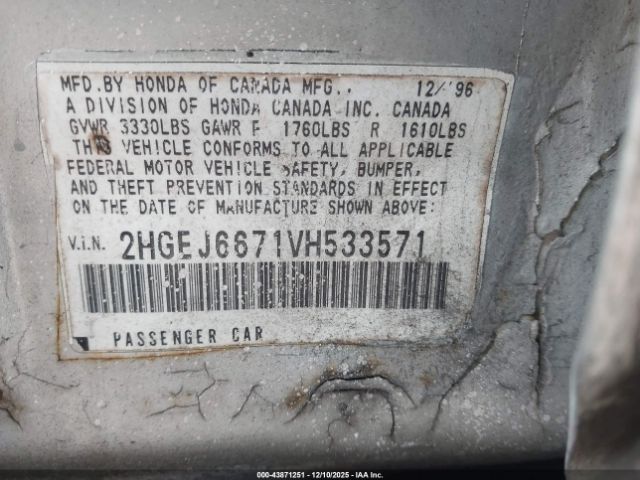 MFD.BY HONDA OF CANADA MFG.. 12/'96
A DIVISION OF HONDA CANADA INC. CANADA
GVWR 3330LBS GAWR F 1760LBS R 1610LBS
THIS VEHICLE CONFORMS TO ALL APPLICABLE
FEDERAL MOTOR VEHICLE SAFETY, BUMPER,
AND THEFT PREVENTION STANDARDS IN EFFECT
ON THE DATE OF MANUFACTURE SHOWN ABOVE:
V.I.N. 2HGEJ6671VH533571
PASSENGER CAR
000-43871251 - 12/10/2025 - IAA Inc.